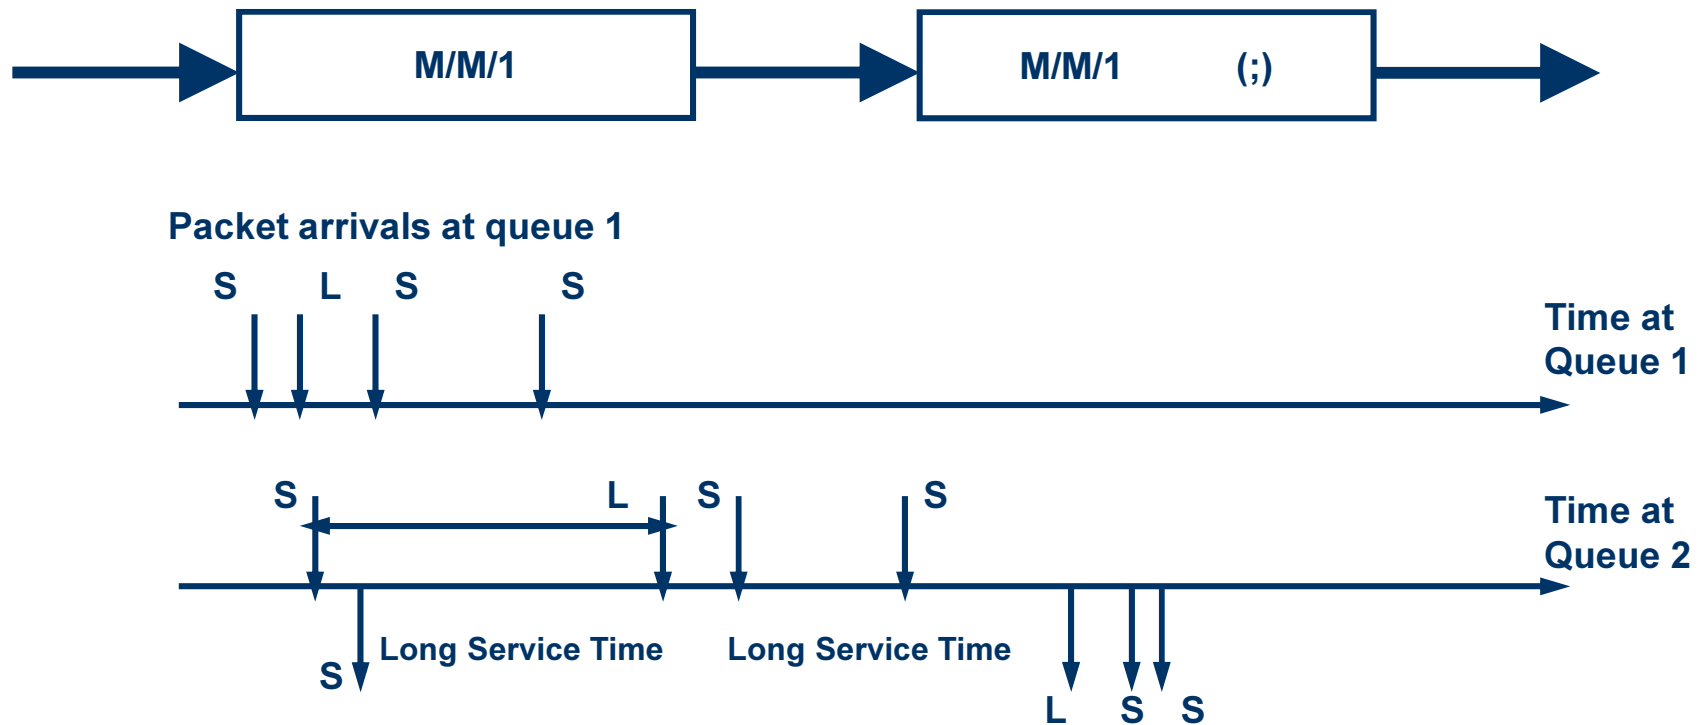 M/M/1
M/M/1 (;)
Packet arrivals at queue 1
S L S S
Time at
Queue 1
S L S S
Time at
Queue 2
Long Service Time Long Service Time
S
L S S